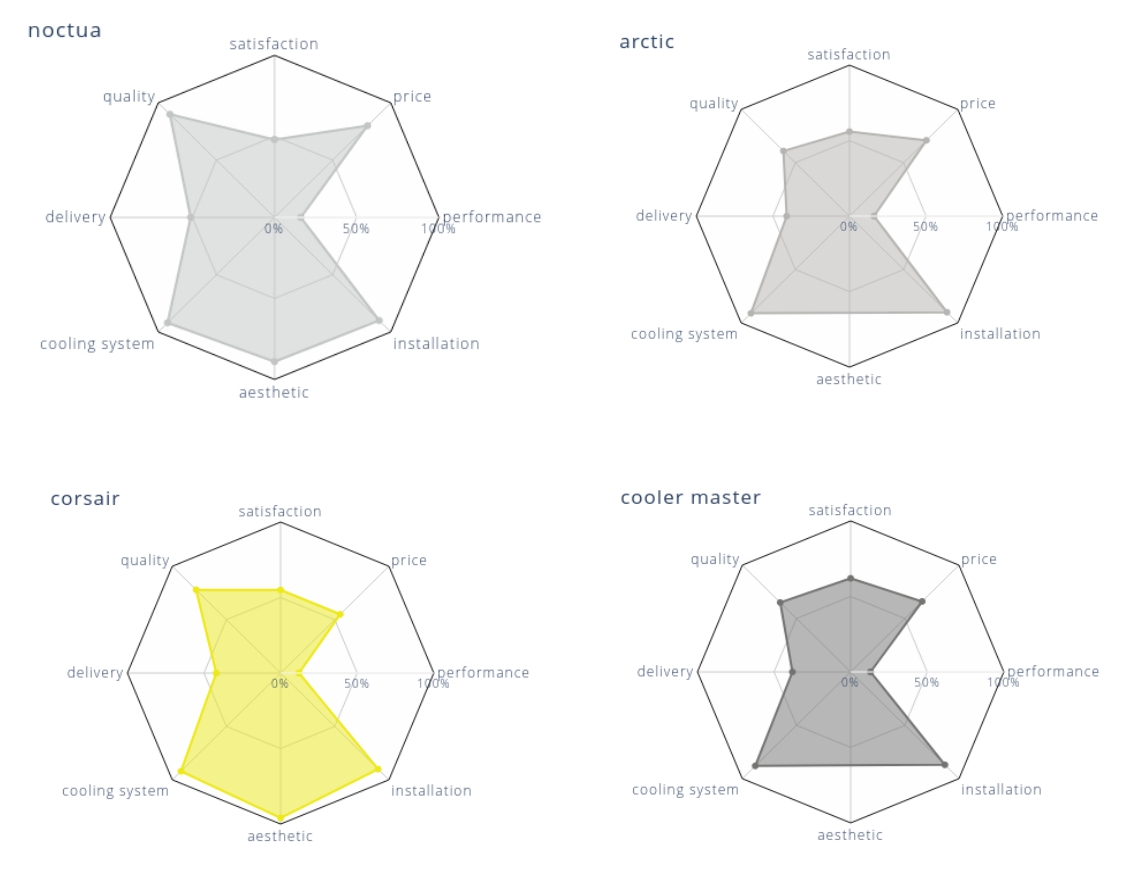 noctua
satisfaction
quality
price
delivery
performance
0%
50%
100%
cooling system
installation
aesthetic
arctic
satisfaction
quality
price
delivery
performance
0%
50%
100%
cooling system
installation
aesthetic
corsair
satisfaction
quality
price
delivery
performance
0%
50%
100%
cooling system
installation
aesthetic
cooler master
satisfaction
quality
price
delivery
performance
0%
50%
100%
cooling system
installation
aesthetic